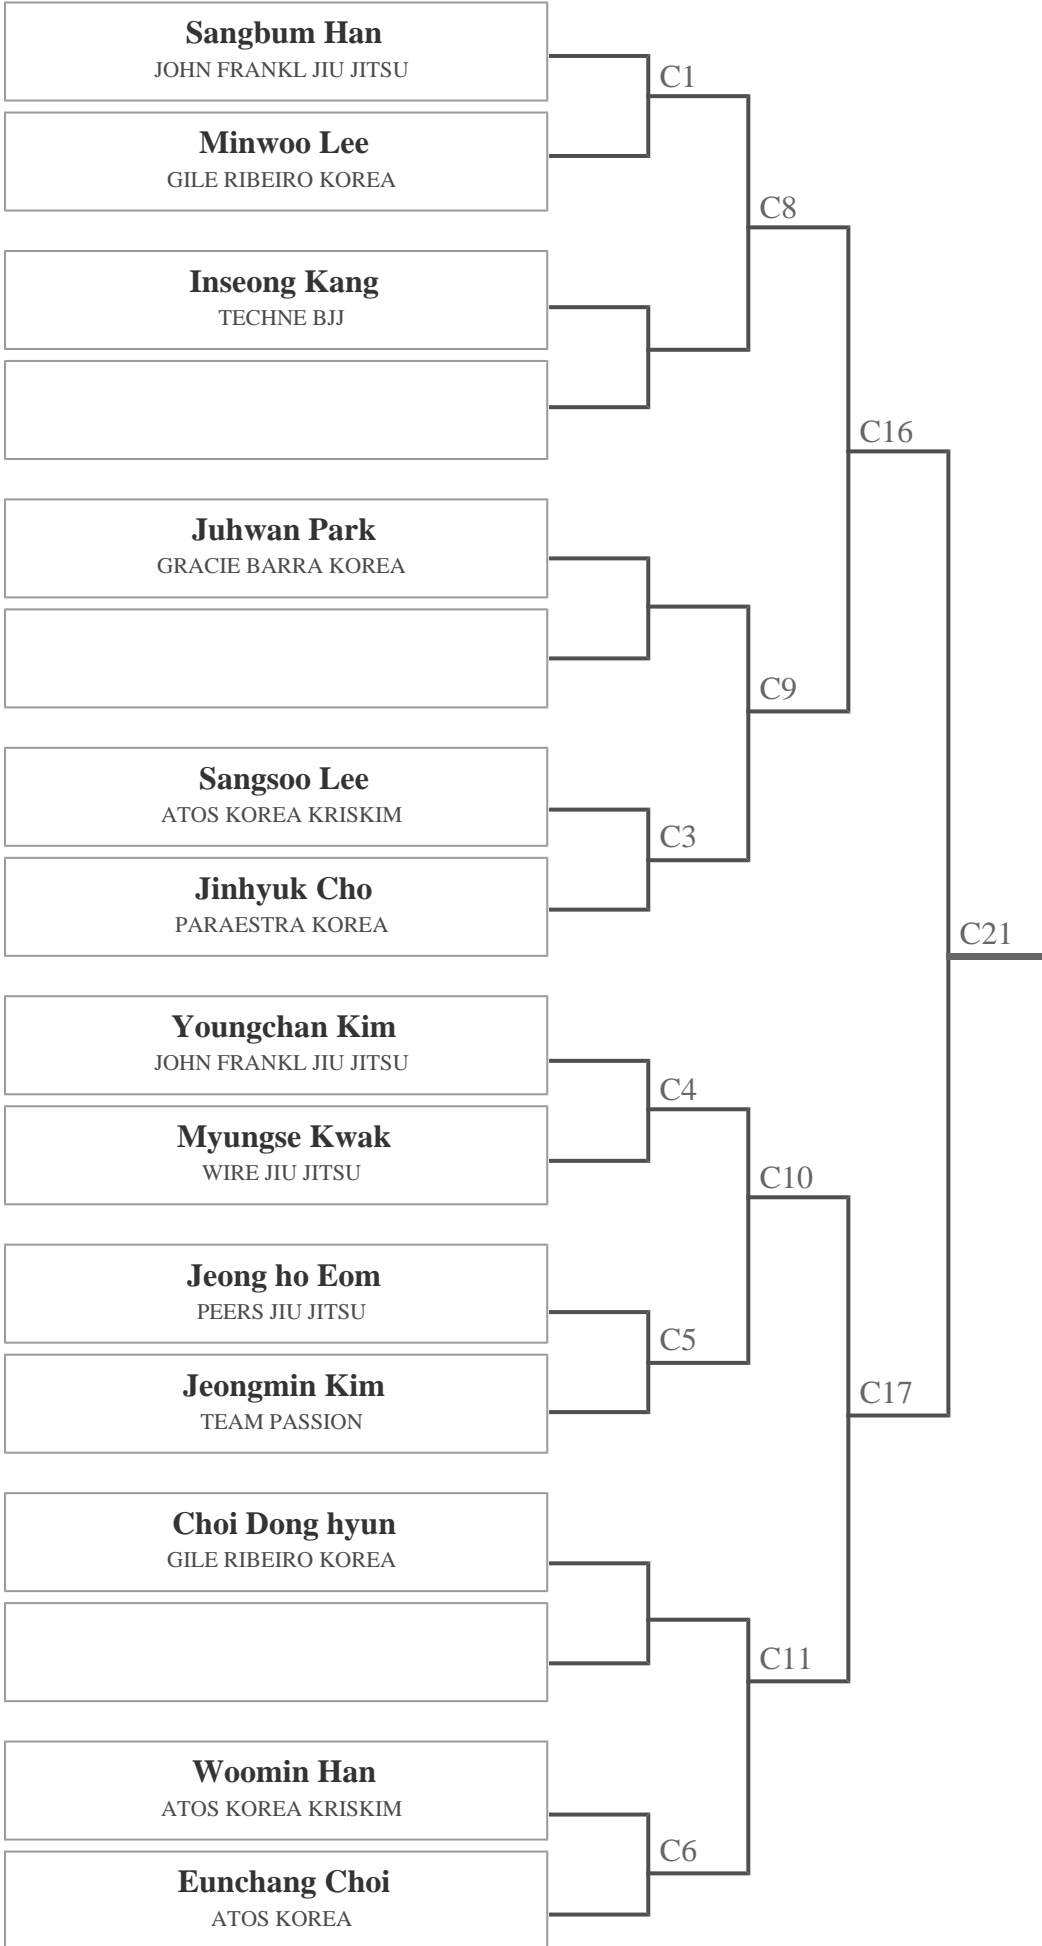 Sangbum Han
JOHN FRANKL JIU JITSU
C1
Minwoo Lee
GILE RIBEIRO KOREA
C8
Inseong Kang
TECHNE BJJ
C16
Juhwan Park
GRACIE BARRA KOREA
C9
Sangsoo Lee
ATOS KOREA KRISKIM
C3
Jinhyuk Cho
PARAESTRA KOREA
C21
Youngchan Kim
JOHN FRANKL JIU JITSU
C4
Myungse Kwak
WIRE JIU JITSU
C10
Jeong ho Eom
PEERS JIU JITSU
C5
Jeongmin Kim
TEAM PASSION
C17
Choi Dong hyun
GILE RIBEIRO KOREA
C11
Woomin Han
ATOS KOREA KRISKIM
C6
Eunchang Choi
ATOS KOREA